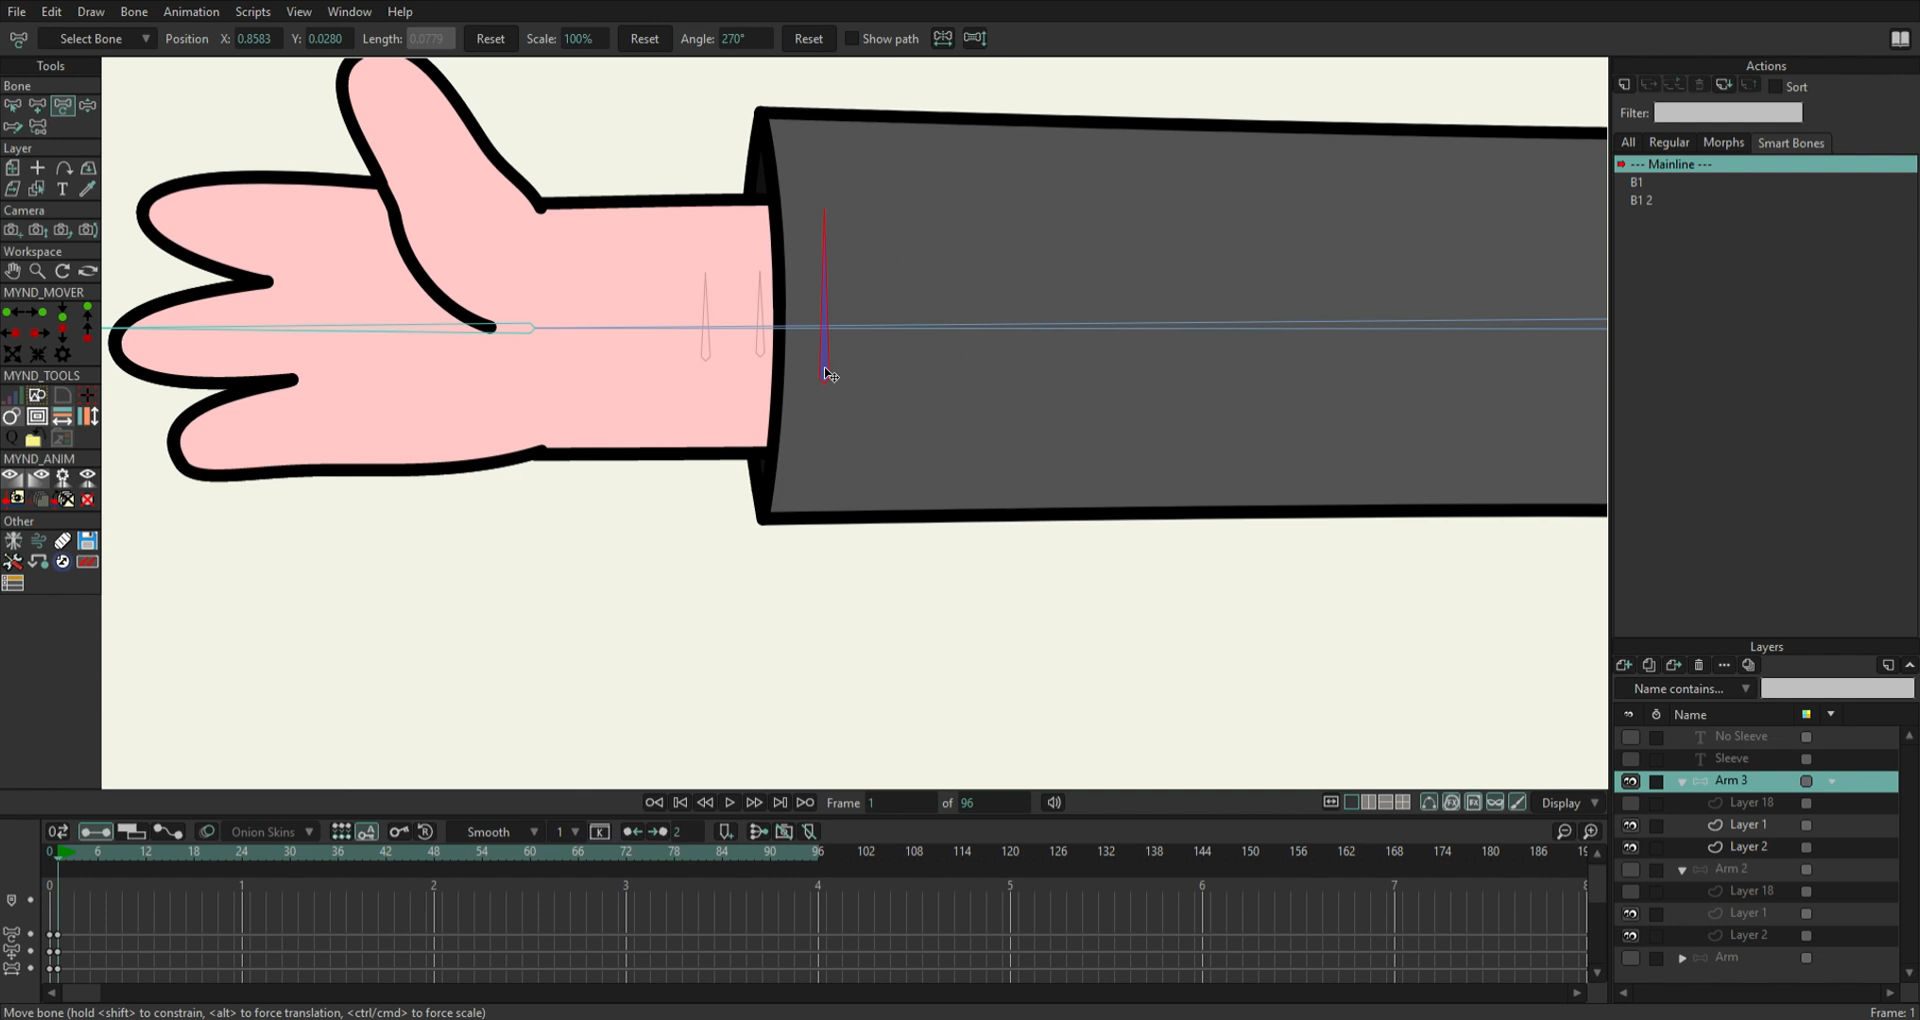 File Edit Draw Bone Animation Scripts View Window Help
Select Bone Position X: 0.8583 Y: 0.0280 Length: 0.0779 Reset Scale: 100% Reset Angle: 270° Reset Show path
Tools
Bone
Layer
Camera
Workspace
MYND_MOVER
MYND_TOOLS
MYND_ANIM
Other
Actions
Sort
Filter:
All Regular Morphs Smart Bones
--- Mainline ---
B1
B1 2
Layers
Name contains...
Name
No Sleeve
Sleeve
Arm 3
Layer 18
Layer 1
Layer 2
Arm 2
Layer 18
Layer 1
Layer 2
Arm
Frame 1 of 96 Display
Onion Skins Smooth 1 K 2
0 6 12 18 24 30 36 42 48 54 60 66 72 78 84 90 96 102 108 114 120 126 132 138 144 150 156 162 168 174 180 186
0 1 2 3 4 5 6 7
Move bone (hold <shift> to constrain, <alt> to force translation, <ctrl/cmd> to force scale) Frame: 1